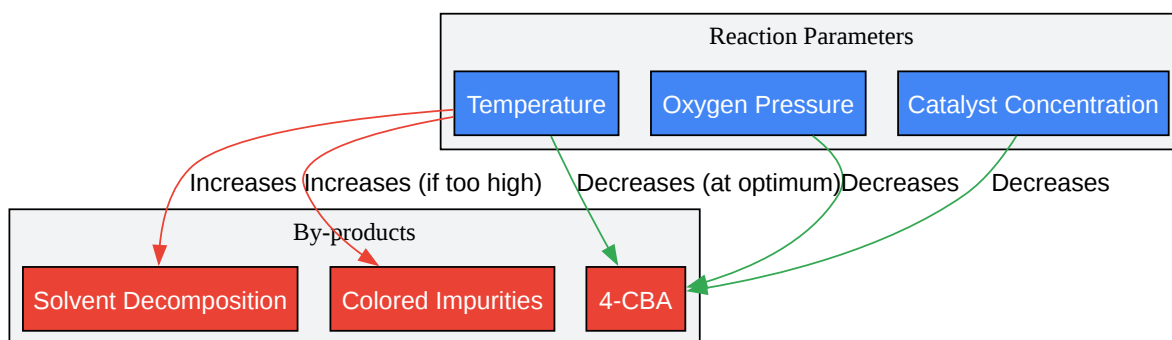 Reaction Parameters
Temperature
Oxygen Pressure
Catalyst Concentration
Increases
Increases (if too high)
Decreases (at optimum)
Decreases
Decreases
By-products
Solvent Decomposition
Colored Impurities
4-CBA